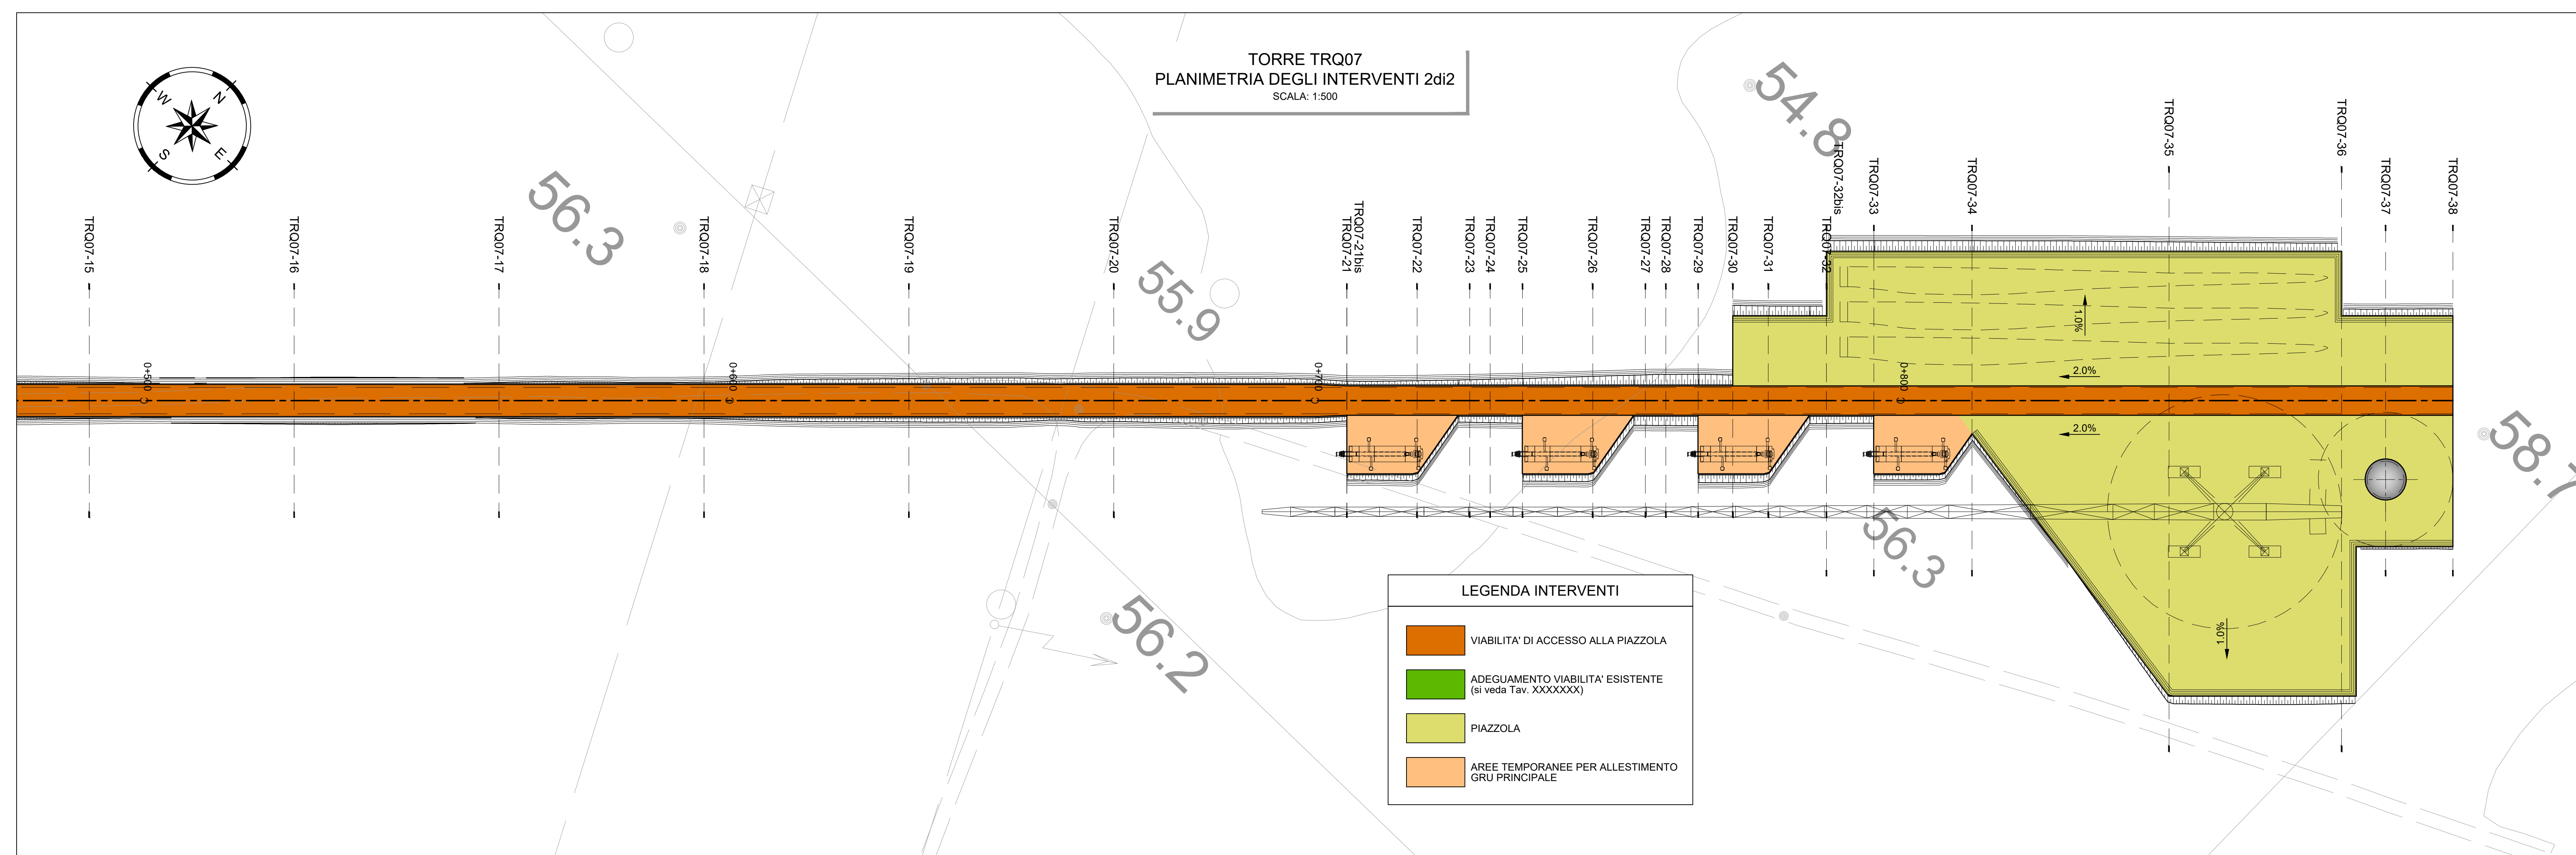 TORRE TRQ07
PLANIMETRIA DEGLI INTERVENTI 2di2
SCALA: 1:500
N
W
S
E
56.3
55.9
56.2
54.8
56.3
58.7
TRQ07-15
TRQ07-16
TRQ07-17
TRQ07-18
TRQ07-19
TRQ07-20
TRQ07-21
TRQ07-21bis
TRQ07-22
TRQ07-23
TRQ07-24
TRQ07-25
TRQ07-26
TRQ07-27
TRQ07-28
TRQ07-29
TRQ07-30
TRQ07-31
TRQ07-32
TRQ07-32bis
TRQ07-33
TRQ07-34
TRQ07-35
TRQ07-36
TRQ07-37
TRQ07-38
0+500
0+600
0+700
0+800
1.0%
2.0%
2.0%
1.0%
LEGENDA INTERVENTI
VIABILITA' DI ACCESSO ALLA PIAZZOLA
ADEGUAMENTO VIABILITA' ESISTENTE
(si veda Tav. XXXXXXX)
PIAZZOLA
AREE TEMPORANEE PER ALLESTIMENTO
GRU PRINCIPALE